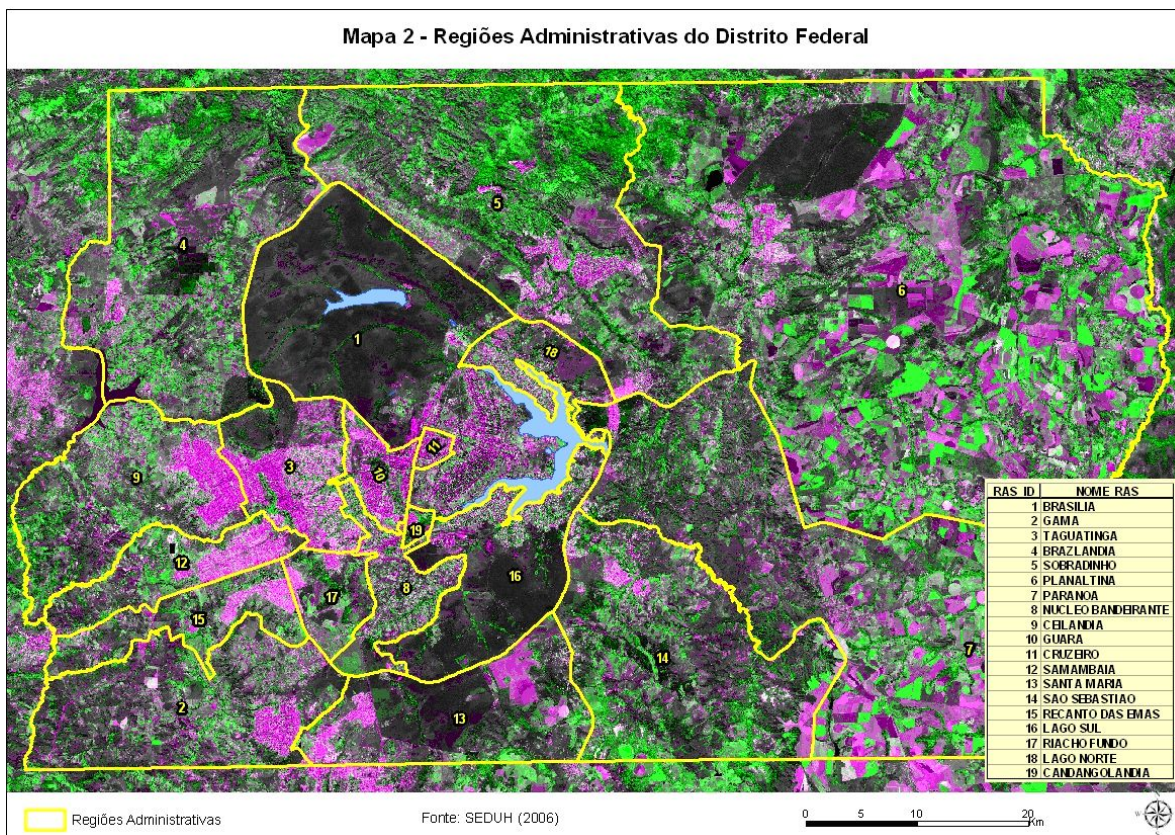 Mapa 2 - Regiões Administrativas do Distrito Federal
5
4
6
1
18
11
3
10
9
19
12
16
8
17
15
14
7
2
13
RAS_ID NOME RAS
1 BRASILIA
2 GAMA
3 TAGUATINGA
4 BRAZLANDIA
5 SOBRADINHO
6 PLANALTINA
7 PARANOA
8 NUCLEO BANDEIRANTE
9 CEILANDIA
10 GUARA
11 CRUZEIRO
12 SAMAMBAIA
13 SANTA MARIA
14 SAO SEBASTIAO
15 RECANTO DAS EMAS
16 LAGO SUL
17 RIACHO FUNDO
18 LAGO NORTE
19 CANDANGOLANDIA
Regiões Administrativas
Fonte: SEDUH (2006)
0 5 10 20
Km